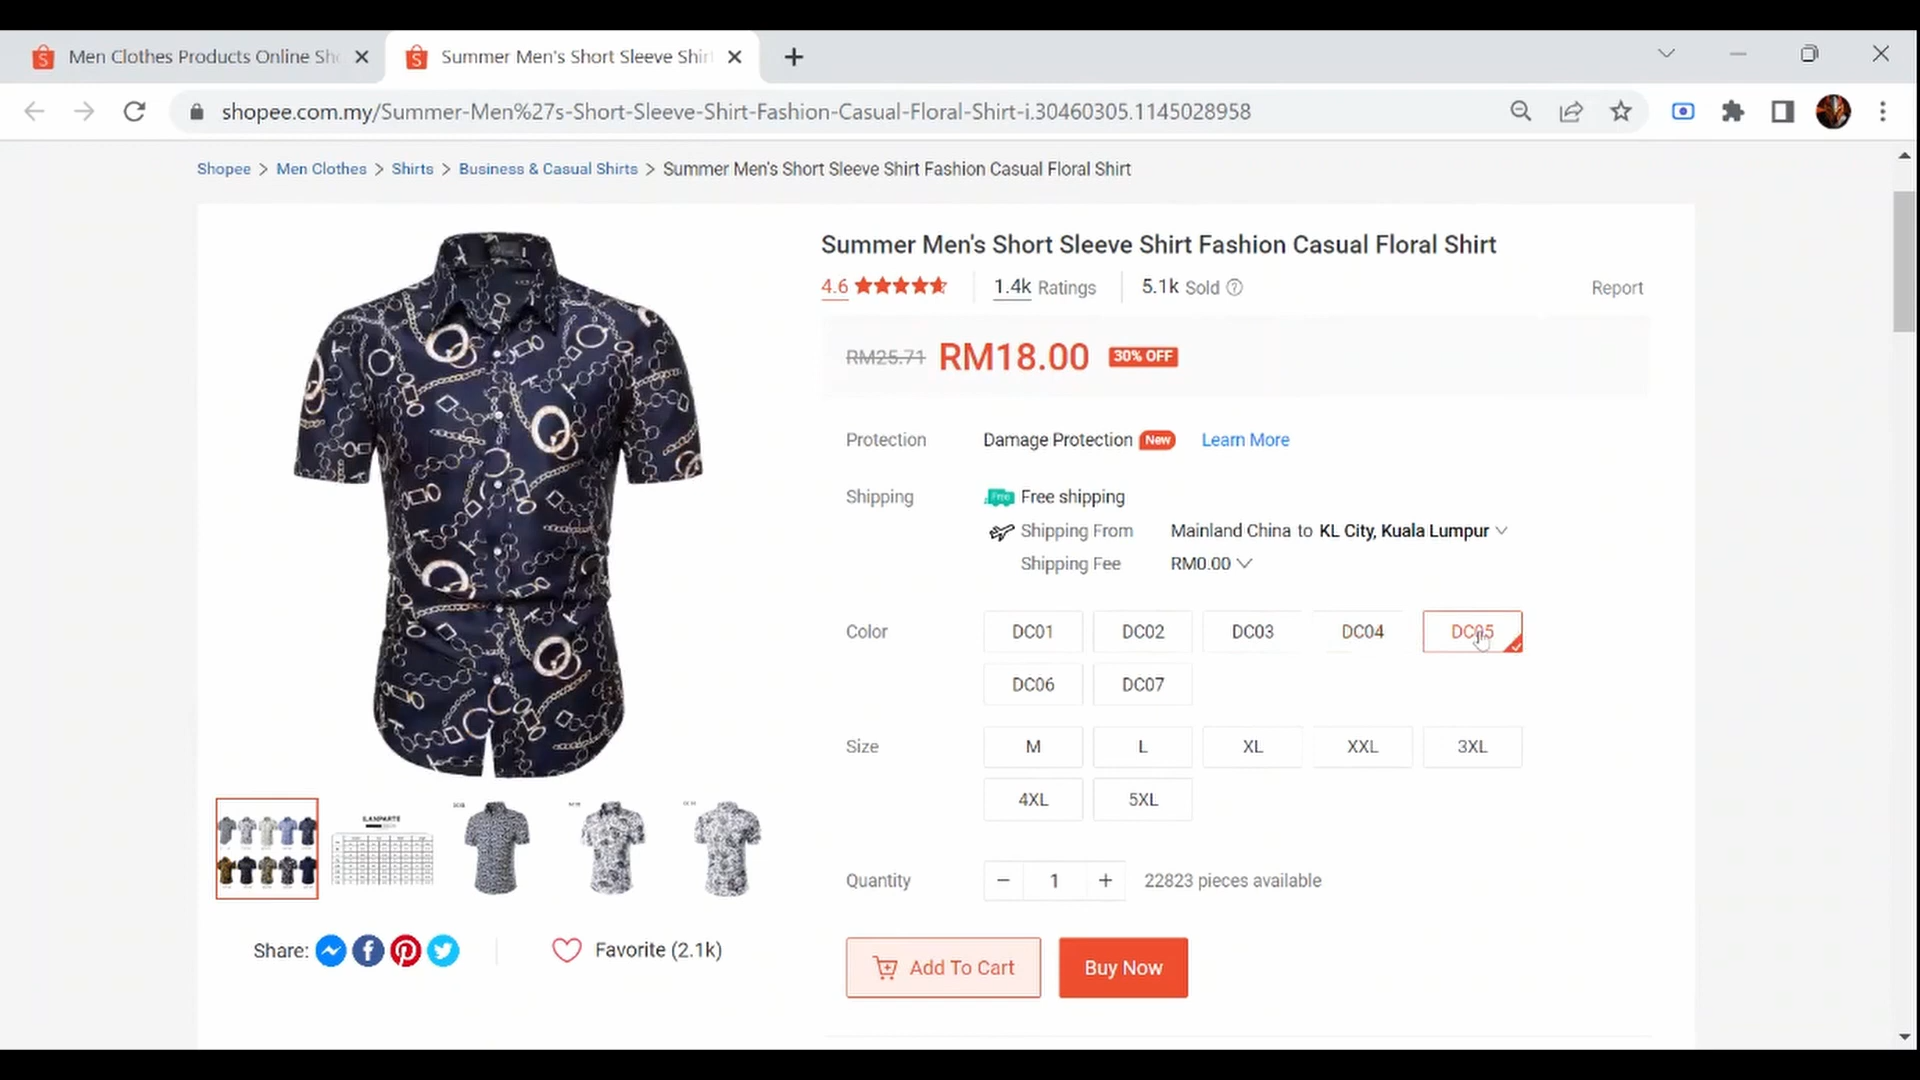 Men Clothes Products Online Sh
Summer Men's Short Sleeve Shir
shopee.com.my/Summer-Men%27s-Short-Sleeve-Shirt-Fashion-Casual-Floral-Shirt-i.30460305.1145028958
Shopee > Men Clothes > Shirts > Business & Casual Shirts > Summer Men's Short Sleeve Shirt Fashion Casual Floral Shirt
Summer Men's Short Sleeve Shirt Fashion Casual Floral Shirt
4.6 1.4k Ratings 5.1k Sold ? Report
RM25.71 RM18.00 30% OFF
Protection Damage Protection New Learn More
Shipping Free Free shipping
Shipping From Mainland China to KL City, Kuala Lumpur
Shipping Fee RM0.00
Color DC01 DC02 DC03 DC04 DC05
DC06 DC07
Size M L XL XXL 3XL
4XL 5XL
Quantity − 1 + 22823 pieces available
Share: Favorite (2.1k)
Add To Cart Buy Now